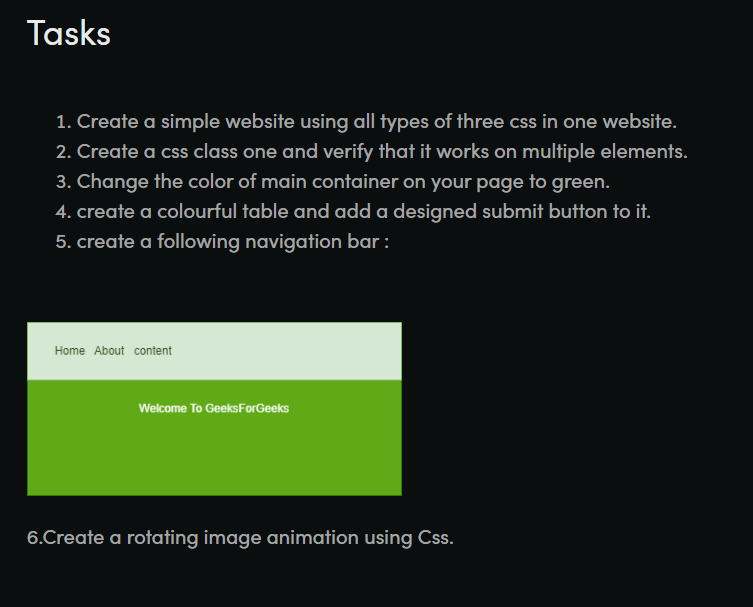 Tasks
1. Create a simple website using all types of three css in one website.
2. Create a css class one and verify that it works on multiple elements.
3. Change the color of main container on your page to green.
4. create a colourful table and add a designed submit button to it.
5. create a following navigation bar :
Home About content
Welcome To GeeksForGeeks
6.Create a rotating image animation using Css.